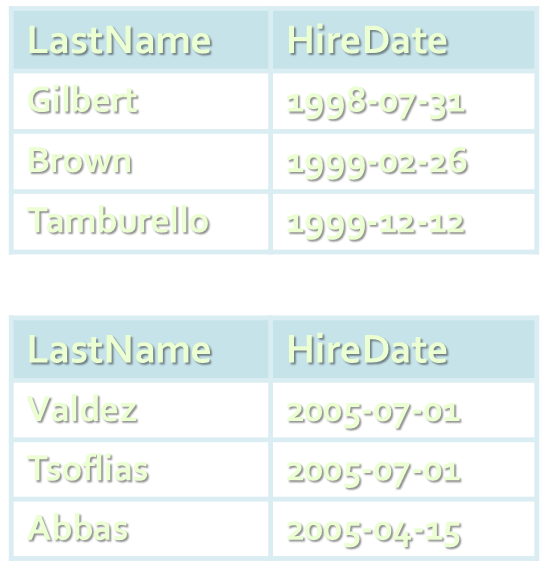 LastName HireDate
Gilbert 1998-07-31
Brown 1999-02-26
Tamburello 1999-12-12
LastName HireDate
Valdez 2005-07-01
Tsoflias 2005-07-01
Abbas 2005-04-15